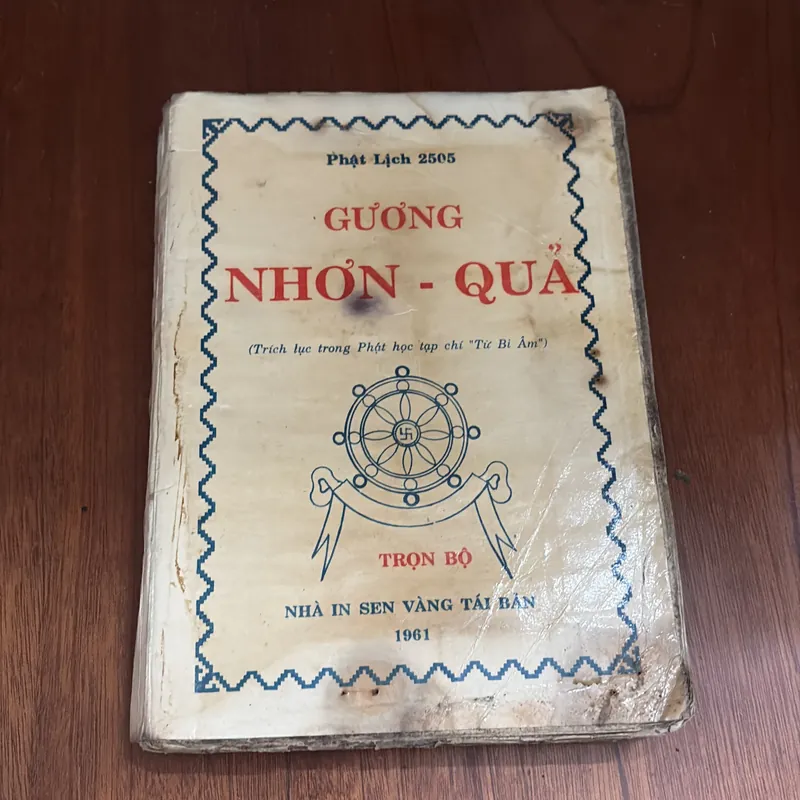 Phật Lịch 2505
GƯƠNG
NHƠN - QUẢ
(Trích lục trong Phật học tạp chí "Từ Bi Âm")
TRỌN BỘ
NHÀ IN SEN VÀNG TÁI BẢN
1961